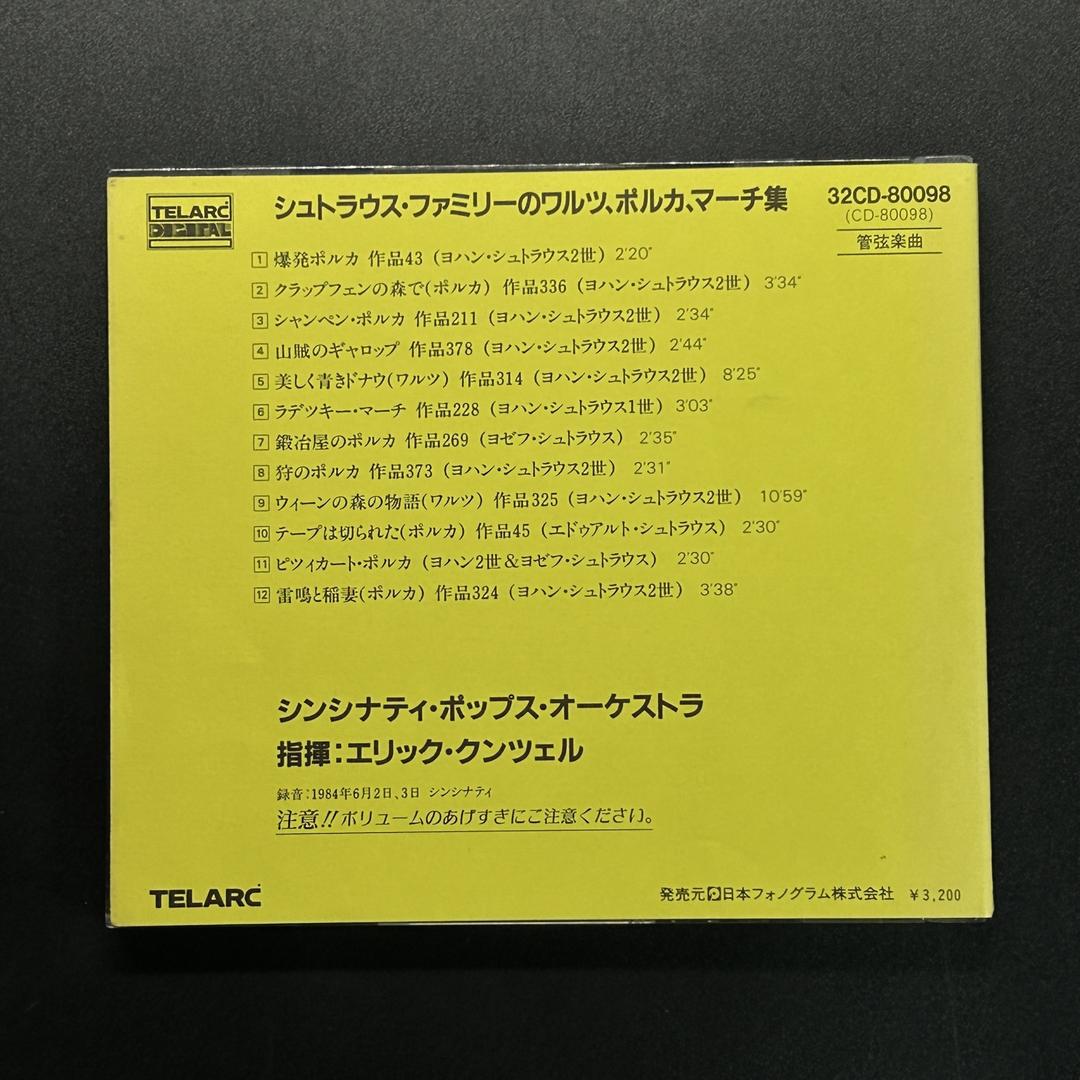 TELARC
DIGITAL
シュトラウス・ファミリーのワルツ、ポルカ、マーチ集
32CD-80098
(CD-80098)
管弦楽曲
1 爆発ポルカ 作品43 (ヨハン・シュトラウス2世) 2'20"
2 クラップフェンの森で(ポルカ) 作品336 (ヨハン・シュトラウス2世) 3'34"
3 シャンペン・ポルカ 作品211 (ヨハン・シュトラウス2世) 2'34"
4 山賊のギャロップ 作品378 (ヨハン・シュトラウス2世) 2'44"
5 美しく青きドナウ(ワルツ) 作品314 (ヨハン・シュトラウス2世) 8'25"
6 ラデツキー・マーチ 作品228 (ヨハン・シュトラウス1世) 3'03"
7 鍛冶屋のポルカ 作品269 (ヨゼフ・シュトラウス) 2'35"
8 狩のポルカ 作品373 (ヨハン・シュトラウス2世) 2'31"
9 ウィーンの森の物語(ワルツ) 作品325 (ヨハン・シュトラウス2世) 10'59"
10 テープは切られた(ポルカ) 作品45 (エドゥアルト・シュトラウス) 2'30"
11 ピツィカート・ポルカ (ヨハン2世&ヨゼフ・シュトラウス) 2'30"
12 雷鳴と稲妻(ポルカ) 作品324 (ヨハン・シュトラウス2世) 3'38"
シンシナティ・ポップス・オーケストラ
指揮:エリック・クンツェル
録音:1984年6月2日、3日 シンシナティ
注意!!ボリュームのあげすぎにご注意ください。
TELARC
発売元 日本フォノグラム株式会社 ¥3,200